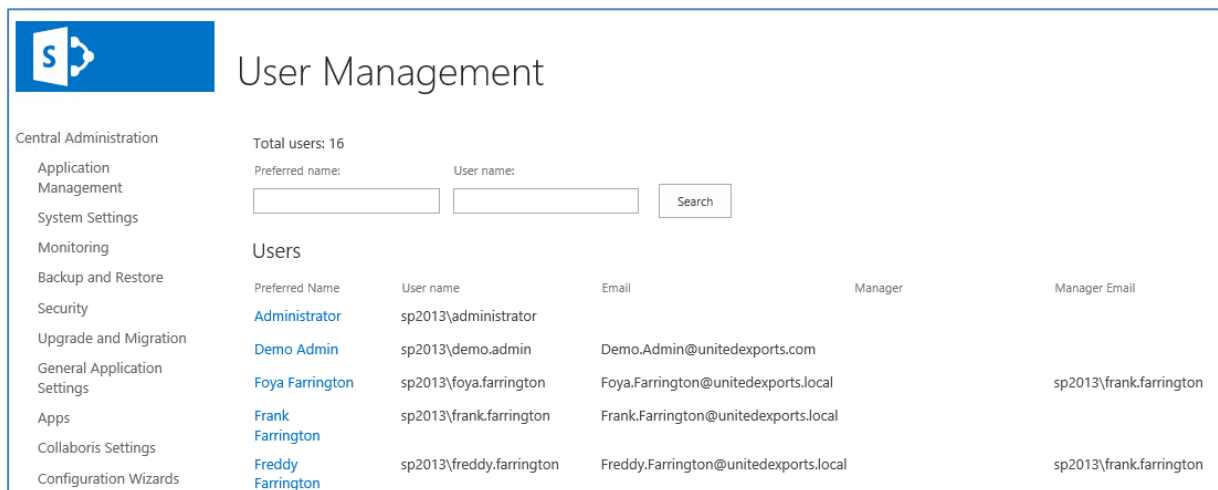 S
User Management
Central Administration
Application
Management
System Settings
Monitoring
Backup and Restore
Security
Upgrade and Migration
General Application
Settings
Apps
Collaboris Settings
Configuration Wizards
Total users: 16
Preferred name: User name:
Search
Users
Preferred Name User name Email Manager Manager Email
Administrator sp2013\administrator
Demo Admin sp2013\demo.admin Demo.Admin@unitedexports.com
Foya Farrington sp2013\foya.farrington Foya.Farrington@unitedexports.local sp2013\frank.farrington
Frank sp2013\frank.farrington Frank.Farrington@unitedexports.local
Farrington
Freddy sp2013\freddy.farrington Freddy.Farrington@unitedexports.local sp2013\frank.farrington
Farrington